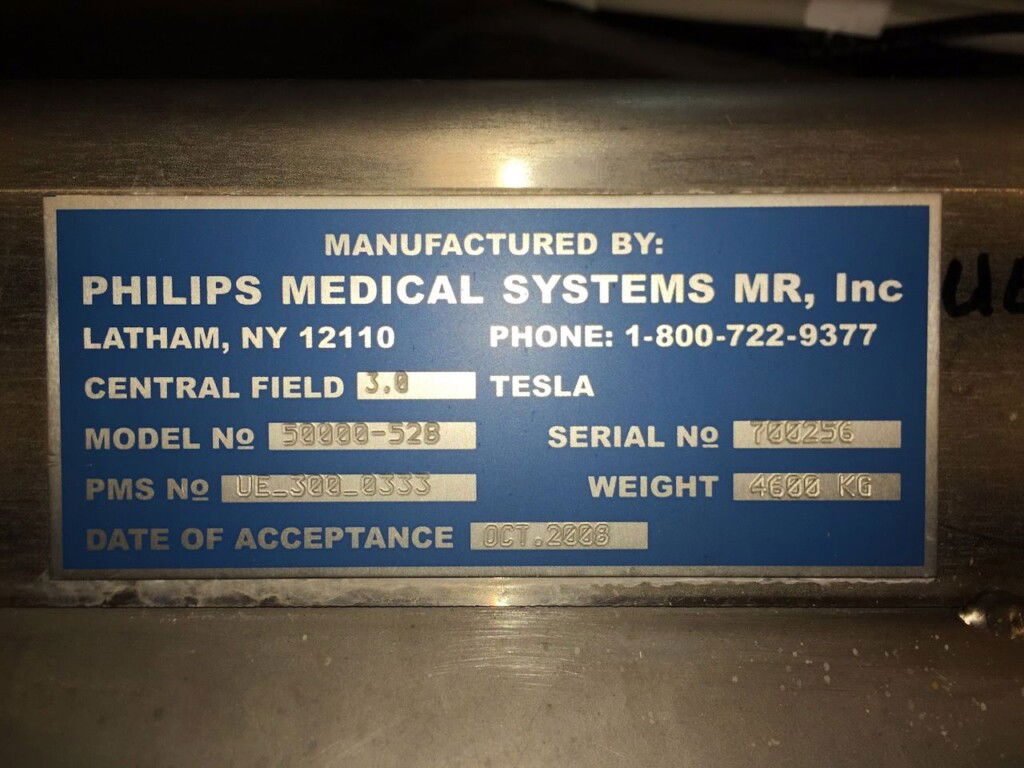 MANUFACTURED BY:
PHILIPS MEDICAL SYSTEMS MR, Inc
LATHAM, NY 12110 PHONE: 1-800-722-9377
CENTRAL FIELD 3.0 TESLA
MODEL Nº 50000-528 SERIAL Nº 700256
PMS Nº UE_300_0333 WEIGHT 4600 KG
DATE OF ACCEPTANCE OCT.2008